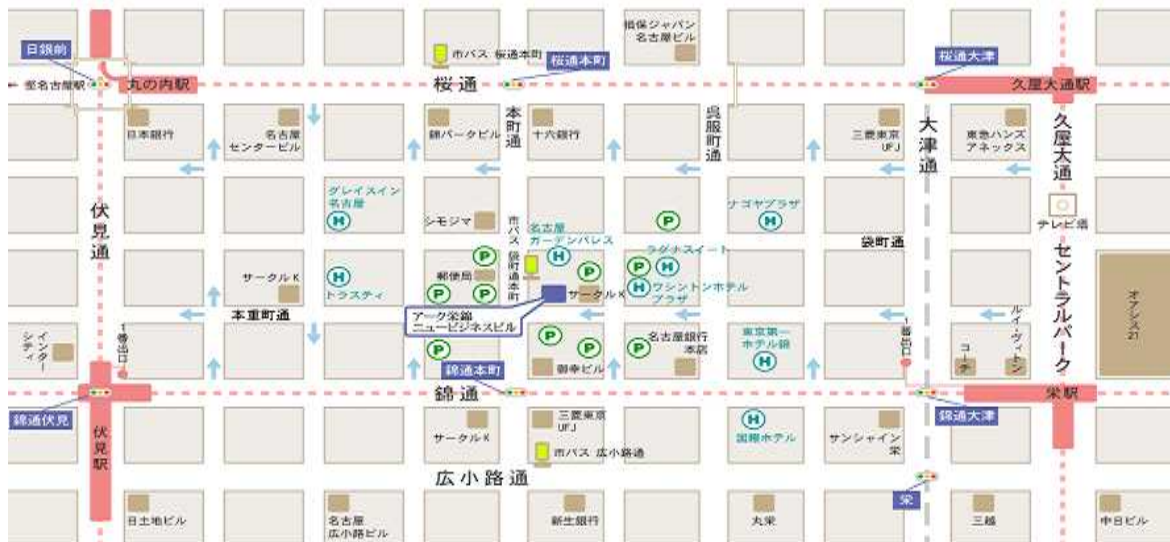 損保ジャパン
名古屋ビル
日銀前
市バス 桜通本町
桜通本町
桜通大津
至名古屋駅
丸の内駅
桜通
久屋大通駅
日本銀行
名古屋
センタービル
錦パークビル
本町通
十六銀行
呉服町通
三菱東京
UFJ
大津通
東急ハンズ
アネックス
久屋大通
伏見通
グレイスイン
名古屋
シモジマ
市バス 袋町通本町
名古屋
ガーデンパレス
ナゴヤプラザ
テレビ塔
袋町通
ラグナスイート
サークルK
トラスティ
郵便局
サークルK
ワシントンホテル
プラザ
セントラルパーク
オアシス21
本重町通
アーク栄錦
ニュービジネスビル
インター
シティ
1番出口
名古屋銀行
本店
東京第一
ホテル錦
1番出口
コーチ
ルイ・ヴィトン
錦通本町
御幸ビル
錦通
栄駅
錦通伏見
錦通大津
伏見駅
サークルK
三菱東京
UFJ
市バス 広小路通
国際ホテル
サンシャイン
栄
広小路通
栄
日土地ビル
名古屋
広小路ビル
新生銀行
丸栄
三越
中日ビル